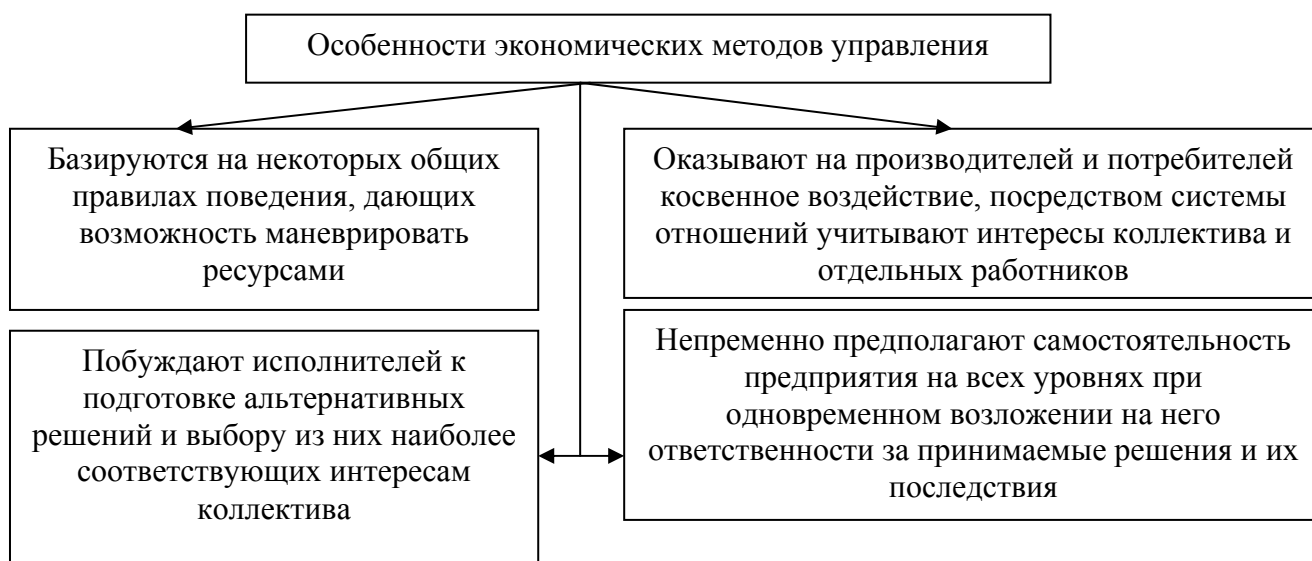 Особенности экономических методов управления
Базируются на некоторых общих
правилах поведения, дающих
возможность маневрировать
ресурсами
Оказывают на производителей и потребителей
косвенное воздействие, посредством системы
отношений учитывают интересы коллектива и
отдельных работников
Побуждают исполнителей к
подготовке альтернативных
решений и выбору из них наиболее
соответствующих интересам
коллектива
Непременно предполагают самостоятельность
предприятия на всех уровнях при
одновременном возложении на него
ответственности за принимаемые решения и их
последствия